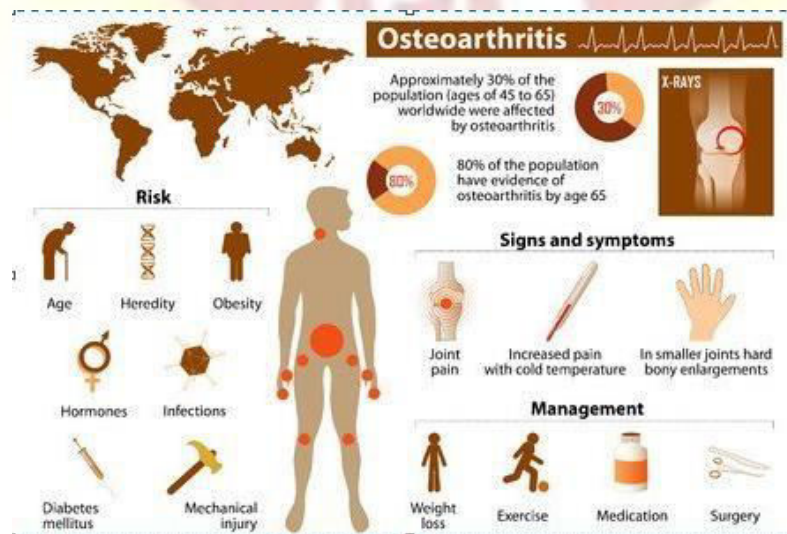 Osteoarthritis
Approximately 30% of the
population (ages of 45 to 65)
worldwide were affected
by osteoarthritis
30%
X-RAYS
80%
80% of the population
have evidence of
osteoarthritis by age 65
Risk
Age
Heredity
Obesity
Hormones
Infections
Diabetes
mellitus
Mechanical
injury
Signs and symptoms
Joint
pain
Increased pain
with cold temperature
In smaller joints hard
bony enlargements
Management
Weight
loss
Exercise
Medication
Surgery